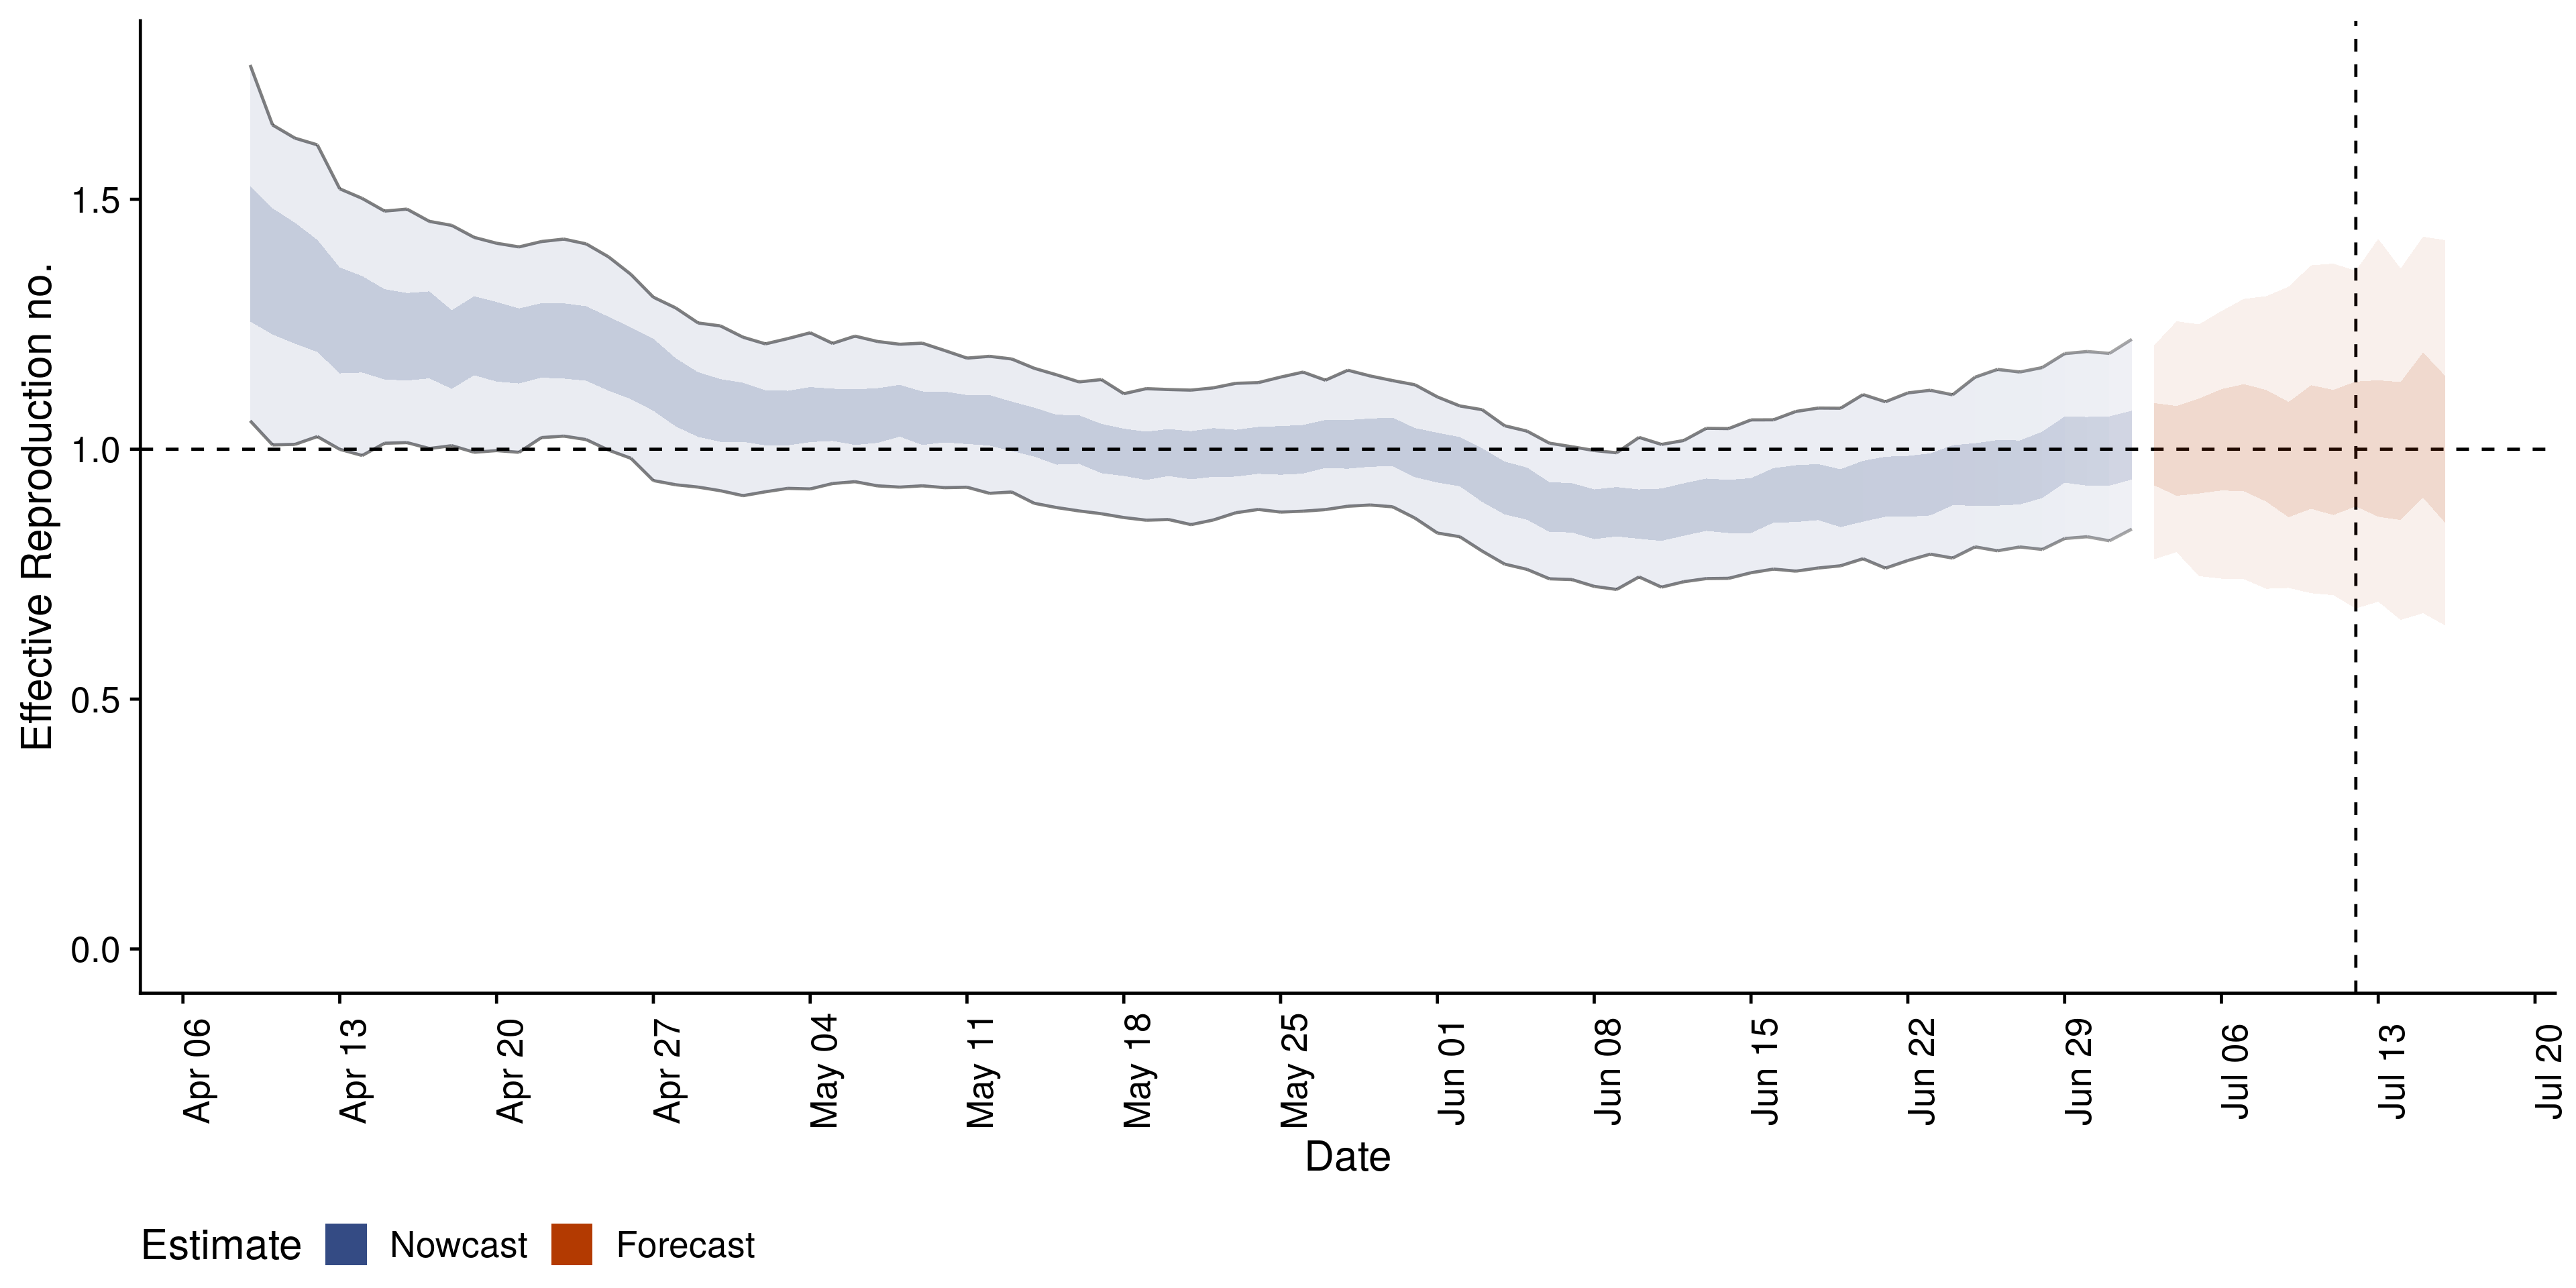 Effective Reproduction no.
1.5
1.0
0.5
0.0
Apr 06
Apr 13
Apr 20
Apr 27
May 04
May 11
May 18
May 25
Jun 01
Jun 08
Jun 15
Jun 22
Jun 29
Jul 06
Jul 13
Jul 20
Date
Estimate Nowcast Forecast